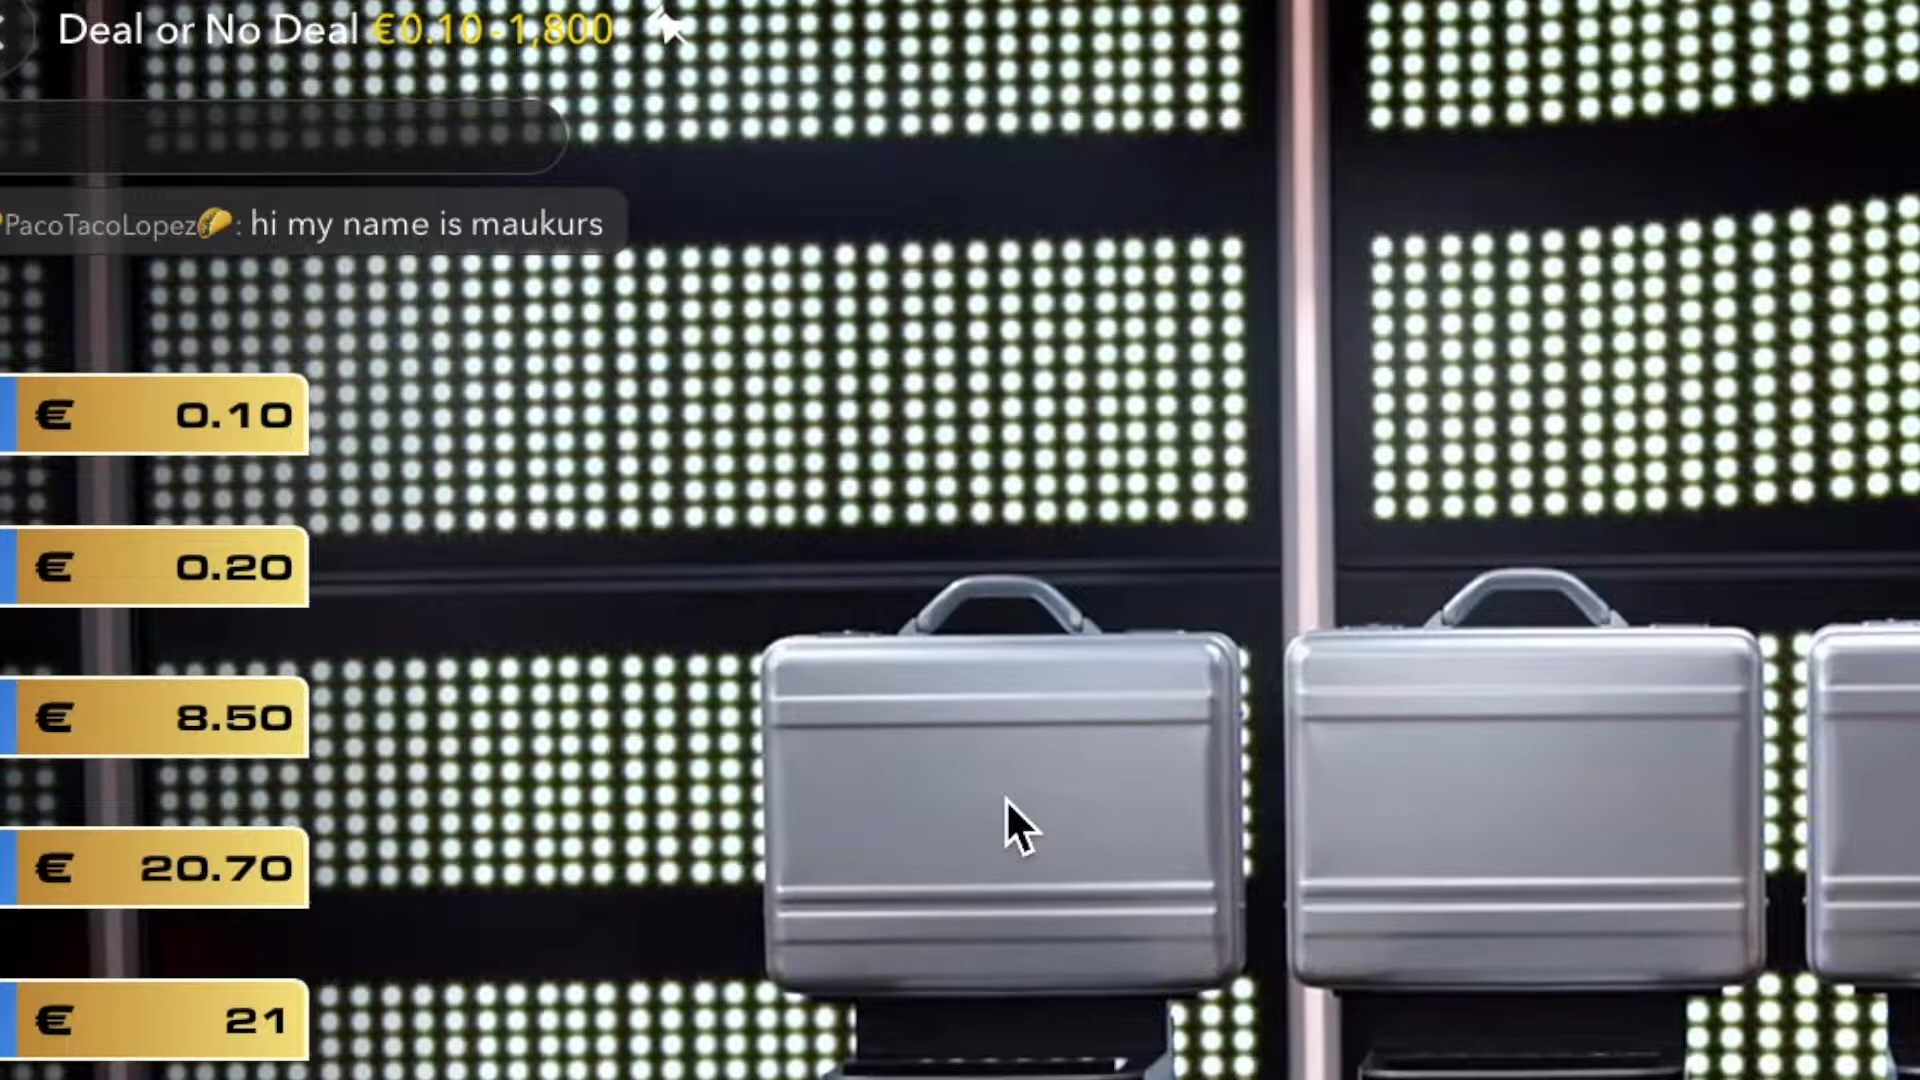 Deal or No Deal €0.10-1,800
PacoTacoLopez🌮: hi my name is maukurs
€ 0.10
€ 0.20
€ 8.50
€ 20.70
€ 21